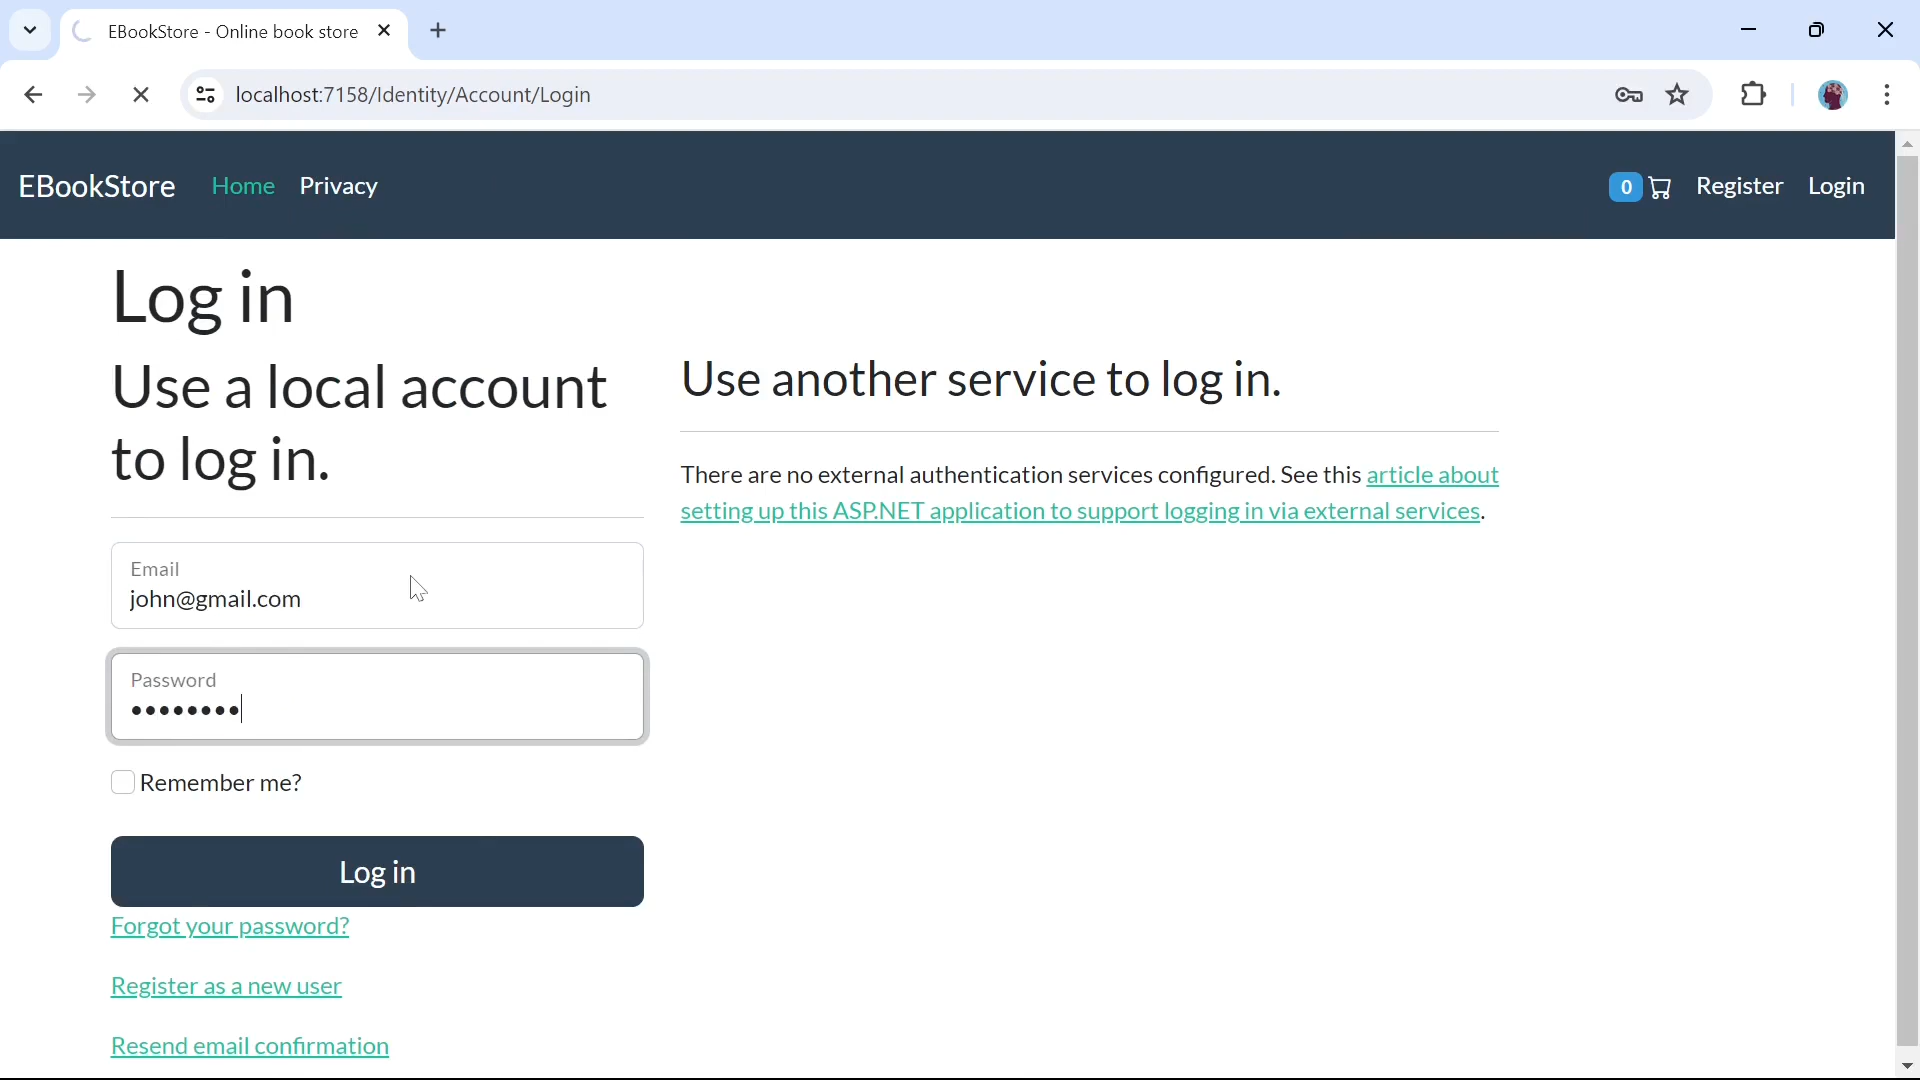 EBookStore - Online book store
localhost:7158/Identity/Account/Login
EBookStore Home Privacy 0 Register Login
Log in
Use a local account
to log in.
Email
john@gmail.com
Password
••••••••
Remember me?
Log in
Forgot your password?
Register as a new user
Resend email confirmation
Use another service to log in.
There are no external authentication services configured. See this article about
setting up this ASP.NET application to support logging in via external services.